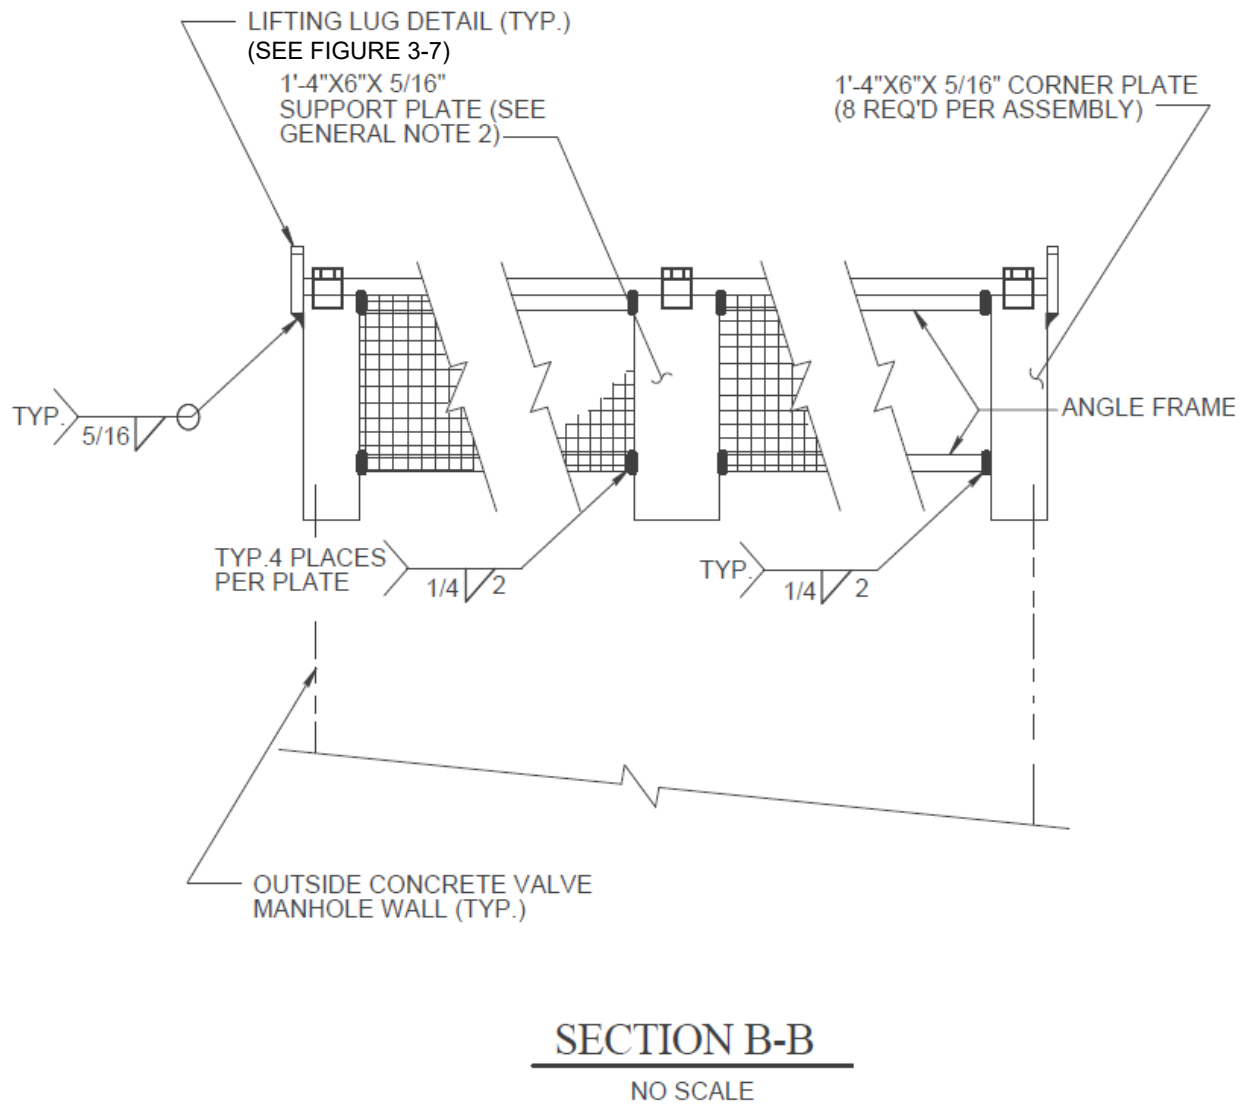 LIFTING LUG DETAIL (TYP.)
(SEE FIGURE 3-7)
1'-4"X6"X 5/16"
SUPPORT PLATE (SEE
GENERAL NOTE 2)
1'-4"X6"X 5/16" CORNER PLATE
(8 REQ'D PER ASSEMBLY)
TYP.
5/16
ANGLE FRAME
TYP.4 PLACES
PER PLATE
1/4
2
TYP.
1/4
2
OUTSIDE CONCRETE VALVE
MANHOLE WALL (TYP.)
SECTION B-B
NO SCALE